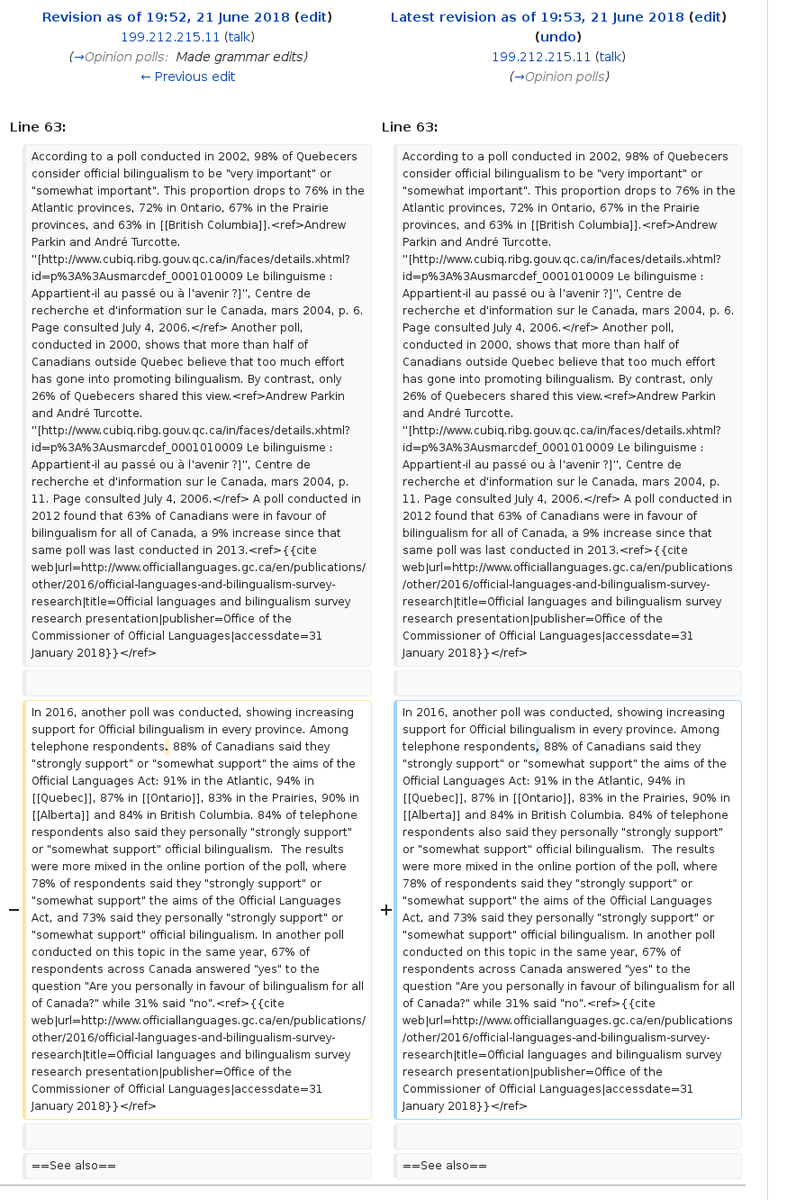 Revision as of 19:52, 21 June 2018 (edit)
199.212.215.11 (talk)
(→Opinion polls:  Made grammar edits)
← Previous edit
Latest revision as of 19:53, 21 June 2018 (edit)
(undo)
199.212.215.11 (talk)
(→Opinion polls)
Line 63:
According to a poll conducted in 2002, 98% of Quebecers
consider official bilingualism to be "very important" or
"somewhat important". This proportion drops to 76% in the
Atlantic provinces, 72% in Ontario, 67% in the Prairie
provinces, and 63% in [[British Columbia]].<ref>Andrew
Parkin and André Turcotte.
"[http://www.cubiq.ribg.gouv.qc.ca/in/faces/details.xhtml?
id=p%3A%3Ausmarcdef_0001010009 Le bilinguisme :
Appartient-il au passé ou à l'avenir ?]", Centre de
recherche et d'information sur le Canada, mars 2004, p. 6.
Page consulted July 4, 2006.</ref> Another poll,
conducted in 2000, shows that more than half of
Canadians outside Quebec believe that too much effort
has gone into promoting bilingualism. By contrast, only
26% of Quebecers shared this view.<ref>Andrew Parkin
and André Turcotte.
"[http://www.cubiq.ribg.gouv.qc.ca/in/faces/details.xhtml?
id=p%3A%3Ausmarcdef_0001010009 Le bilinguisme :
Appartient-il au passé ou à l'avenir ?]", Centre de
recherche et d'information sur le Canada, mars 2004, p.
11. Page consulted July 4, 2006.</ref> A poll conducted in
2012 found that 63% of Canadians were in favour of
bilingualism for all of Canada, a 9% increase since that
same poll was last conducted in 2013.<ref>{{cite
web|url=http://www.officiallanguages.gc.ca/en/publications/
other/2016/official-languages-and-bilingualism-survey-
research|title=Official languages and bilingualism survey
research presentation|publisher=Office of the
Commissioner of Official Languages|accessdate=31
January 2018}}</ref>
−
In 2016, another poll was conducted, showing increasing
support for Official bilingualism in every province. Among
telephone respondents. 88% of Canadians said they
"strongly support" or "somewhat support" the aims of the
Official Languages Act: 91% in the Atlantic, 94% in
[[Quebec]], 87% in [[Ontario]], 83% in the Prairies, 90% in
[[Alberta]] and 84% in British Columbia. 84% of telephone
respondents also said they personally "strongly support"
or "somewhat support" official bilingualism.  The results
were more mixed in the online portion of the poll, where
78% of respondents said they "strongly support" or
"somewhat support" the aims of the Official Languages
Act, and 73% said they personally "strongly support" or
"somewhat support" official bilingualism. In another poll
conducted on this topic in the same year, 67% of
respondents across Canada answered "yes" to the
question "Are you personally in favour of bilingualism for all
of Canada?" while 31% said "no".<ref>{{cite
web|url=http://www.officiallanguages.gc.ca/en/publications/
other/2016/official-languages-and-bilingualism-survey-
research|title=Official languages and bilingualism survey
research presentation|publisher=Office of the
Commissioner of Official Languages|accessdate=31
January 2018}}</ref>
==See also==
Line 63:
According to a poll conducted in 2002, 98% of Quebecers
consider official bilingualism to be "very important" or
"somewhat important". This proportion drops to 76% in the
Atlantic provinces, 72% in Ontario, 67% in the Prairie
provinces, and 63% in [[British Columbia]].<ref>Andrew
Parkin and André Turcotte.
"[http://www.cubiq.ribg.gouv.qc.ca/in/faces/details.xhtml?
id=p%3A%3Ausmarcdef_0001010009 Le bilinguisme :
Appartient-il au passé ou à l'avenir ?]", Centre de
recherche et d'information sur le Canada, mars 2004, p. 6.
Page consulted July 4, 2006.</ref> Another poll,
conducted in 2000, shows that more than half of
Canadians outside Quebec believe that too much effort
has gone into promoting bilingualism. By contrast, only
26% of Quebecers shared this view.<ref>Andrew Parkin
and André Turcotte.
"[http://www.cubiq.ribg.gouv.qc.ca/in/faces/details.xhtml?
id=p%3A%3Ausmarcdef_0001010009 Le bilinguisme :
Appartient-il au passé ou à l'avenir ?]", Centre de
recherche et d'information sur le Canada, mars 2004, p.
11. Page consulted July 4, 2006.</ref> A poll conducted in
2012 found that 63% of Canadians were in favour of
bilingualism for all of Canada, a 9% increase since that
same poll was last conducted in 2013.<ref>{{cite
web|url=http://www.officiallanguages.gc.ca/en/publications
/other/2016/official-languages-and-bilingualism-survey-
research|title=Official languages and bilingualism survey
research presentation|publisher=Office of the
Commissioner of Official Languages|accessdate=31
January 2018}}</ref>
+
In 2016, another poll was conducted, showing increasing
support for Official bilingualism in every province. Among
telephone respondents, 88% of Canadians said they
"strongly support" or "somewhat support" the aims of the
Official Languages Act: 91% in the Atlantic, 94% in
[[Quebec]], 87% in [[Ontario]], 83% in the Prairies, 90% in
[[Alberta]] and 84% in British Columbia. 84% of telephone
respondents also said they personally "strongly support"
or "somewhat support" official bilingualism.  The results
were more mixed in the online portion of the poll, where
78% of respondents said they "strongly support" or
"somewhat support" the aims of the Official Languages
Act, and 73% said they personally "strongly support" or
"somewhat support" official bilingualism. In another poll
conducted on this topic in the same year, 67% of
respondents across Canada answered "yes" to the
question "Are you personally in favour of bilingualism for all
of Canada?" while 31% said "no".<ref>{{cite
web|url=http://www.officiallanguages.gc.ca/en/publications
/other/2016/official-languages-and-bilingualism-survey-
research|title=Official languages and bilingualism survey
research presentation|publisher=Office of the
Commissioner of Official Languages|accessdate=31
January 2018}}</ref>
==See also==